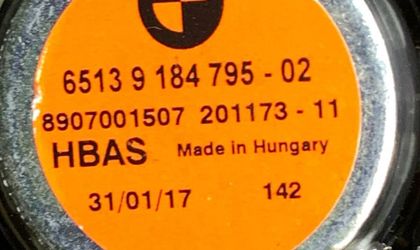 6513 9 184 795 - 02
8907001507 201173 - 11
HBAS Made in Hungary
31/01/17 142